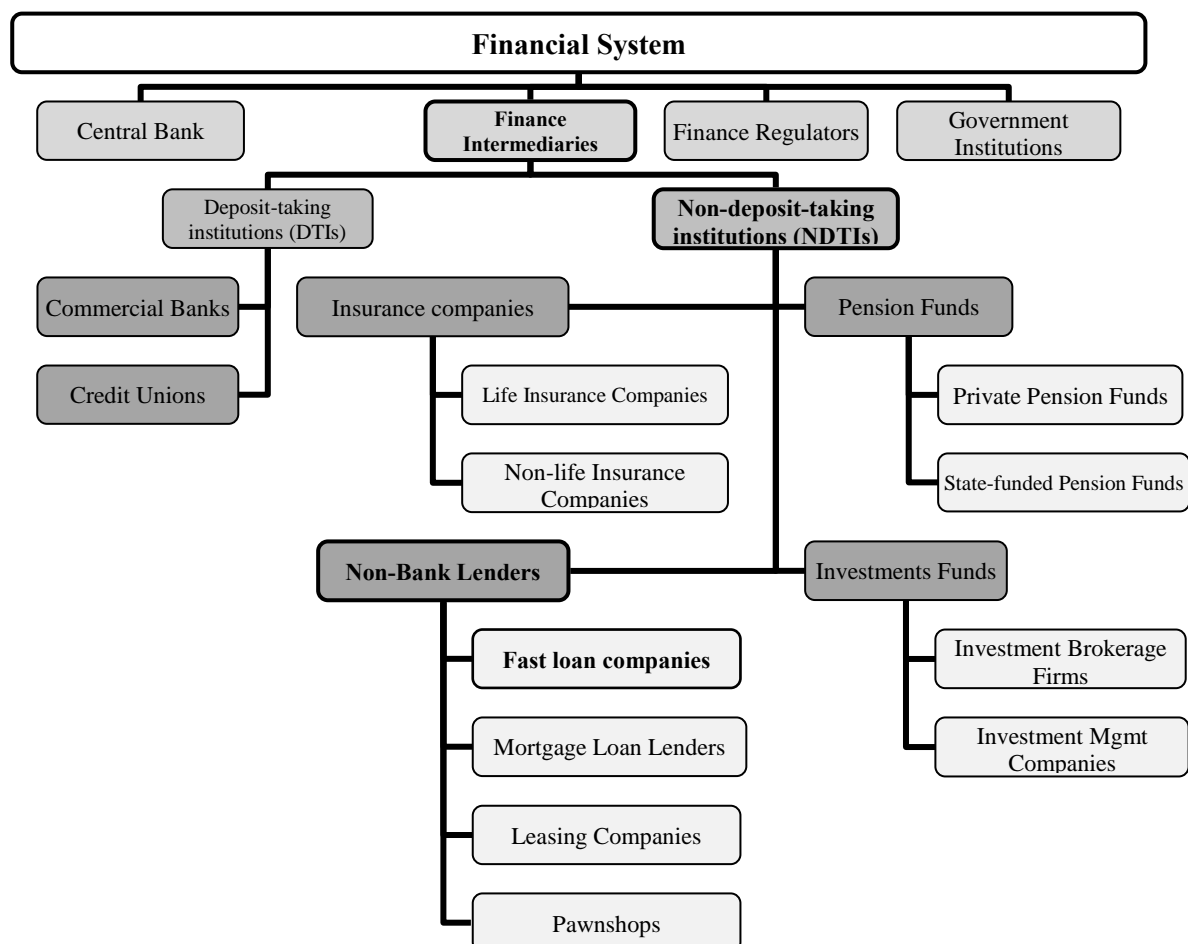 Financial System
Central Bank
Finance
Intermediaries
Finance Regulators
Government
Institutions
Deposit-taking
institutions (DTIs)
Non-deposit-taking
institutions (NDTIs)
Commercial Banks
Insurance companies
Pension Funds
Credit Unions
Life Insurance Companies
Private Pension Funds
Non-life Insurance
Companies
State-funded Pension Funds
Non-Bank Lenders
Investments Funds
Fast loan companies
Investment Brokerage
Firms
Mortgage Loan Lenders
Investment Mgmt
Companies
Leasing Companies
Pawnshops